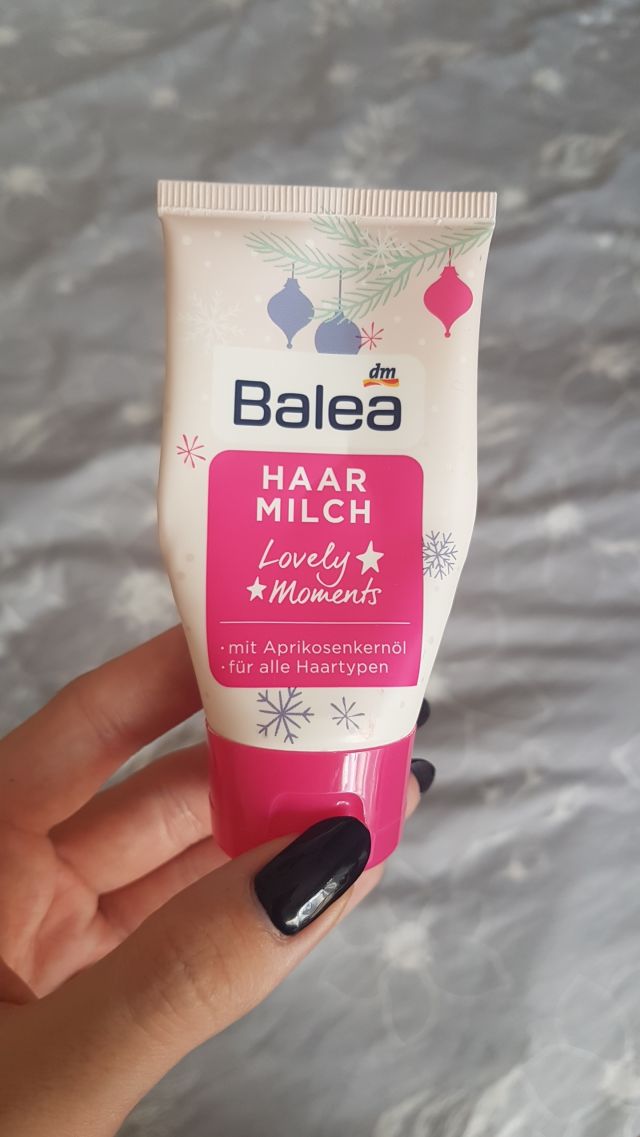 dm
Balea
HAAR
MILCH
Lovely
Moments
· mit Aprikosenkernöl
· für alle Haartypen